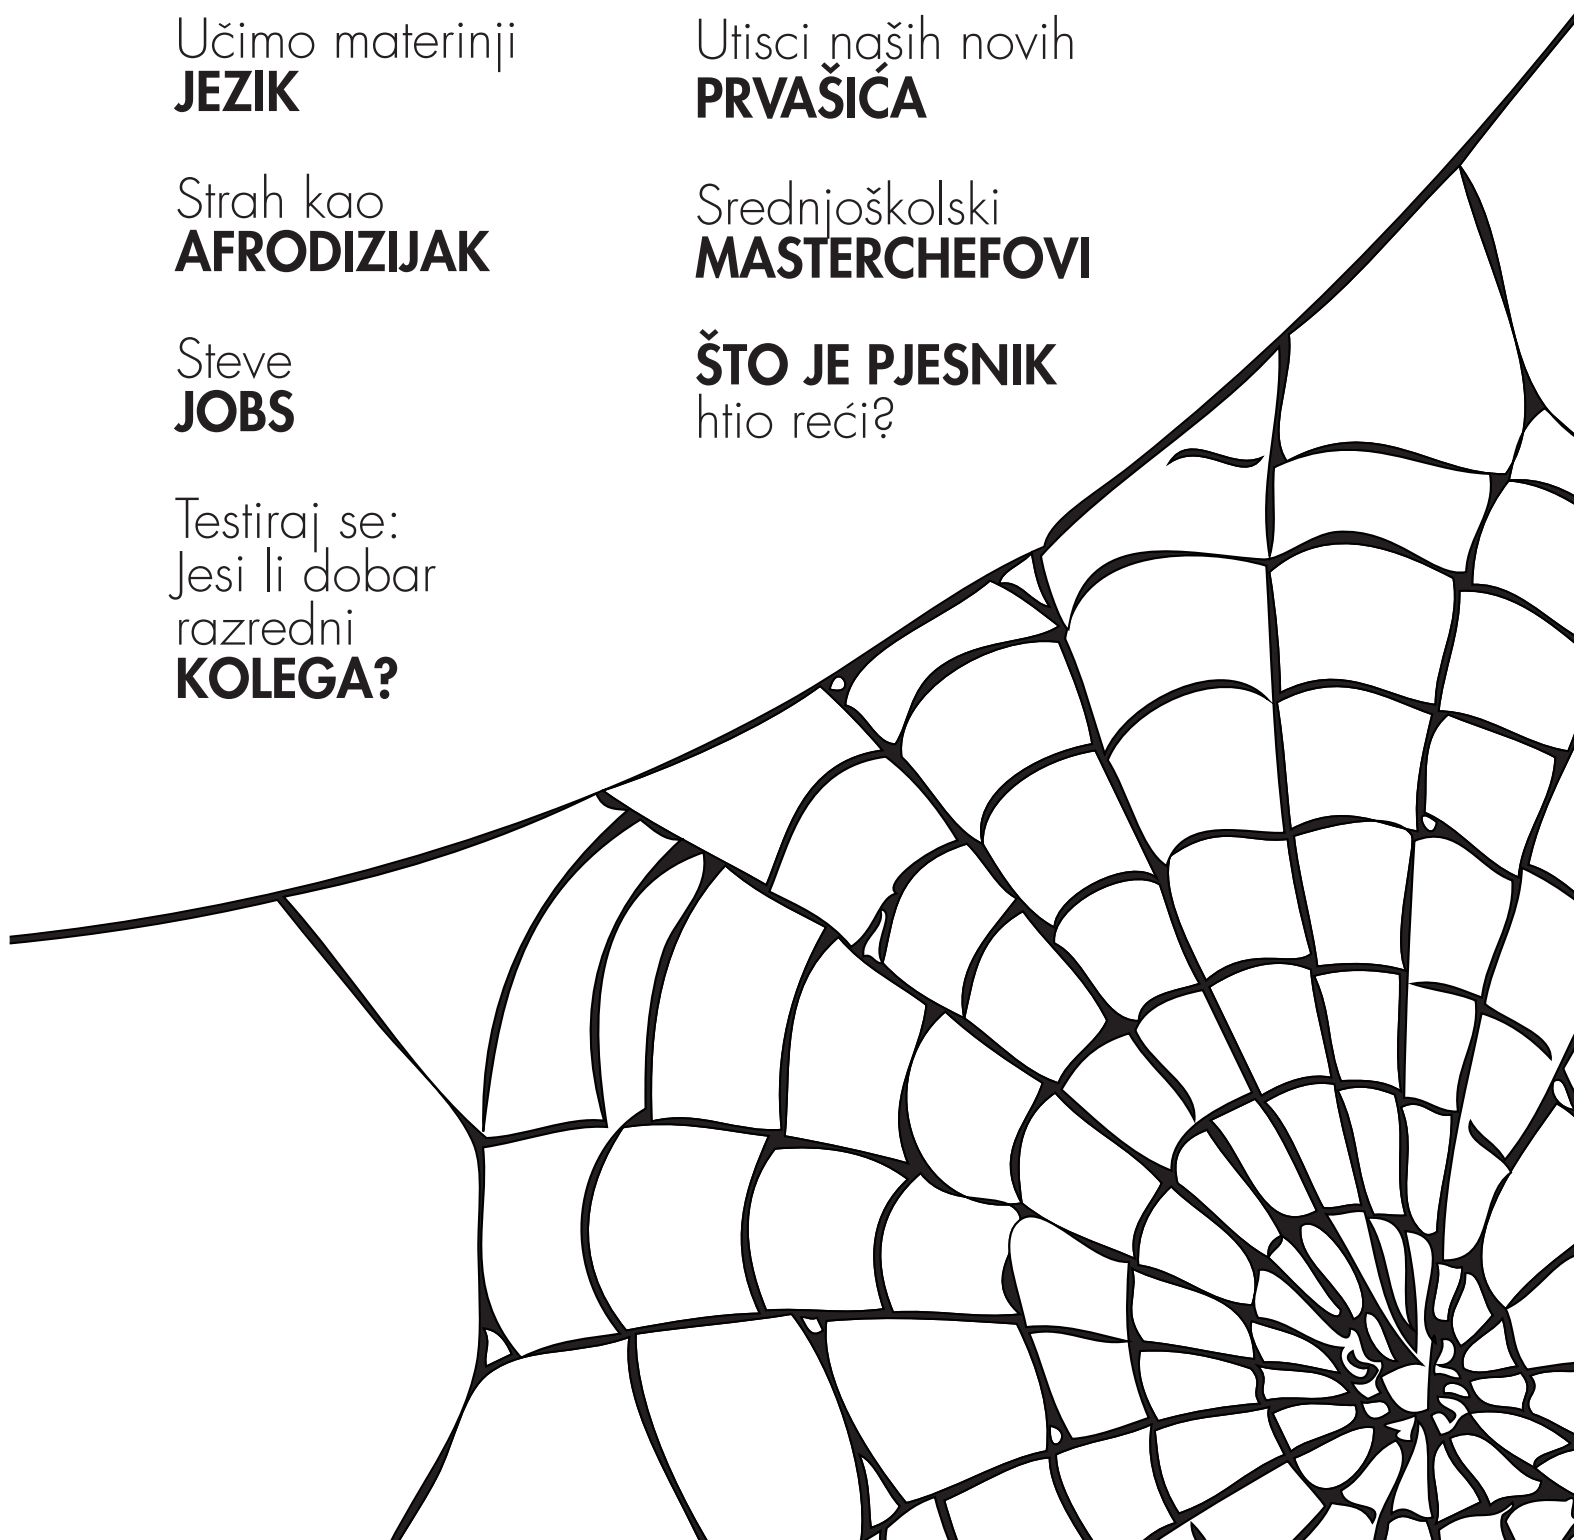 Učimo materinji
JEZIK
Strah kao
AFRODIZIJAK
Steve
JOBS
Testiraj se:
Jesi li dobar
razredni
KOLEGA?
Utisci naših novih
PRVAŠIĆA
Srednjoškolski
MASTERCHEFOVI
ŠTO JE PJESNIK
htio reći?